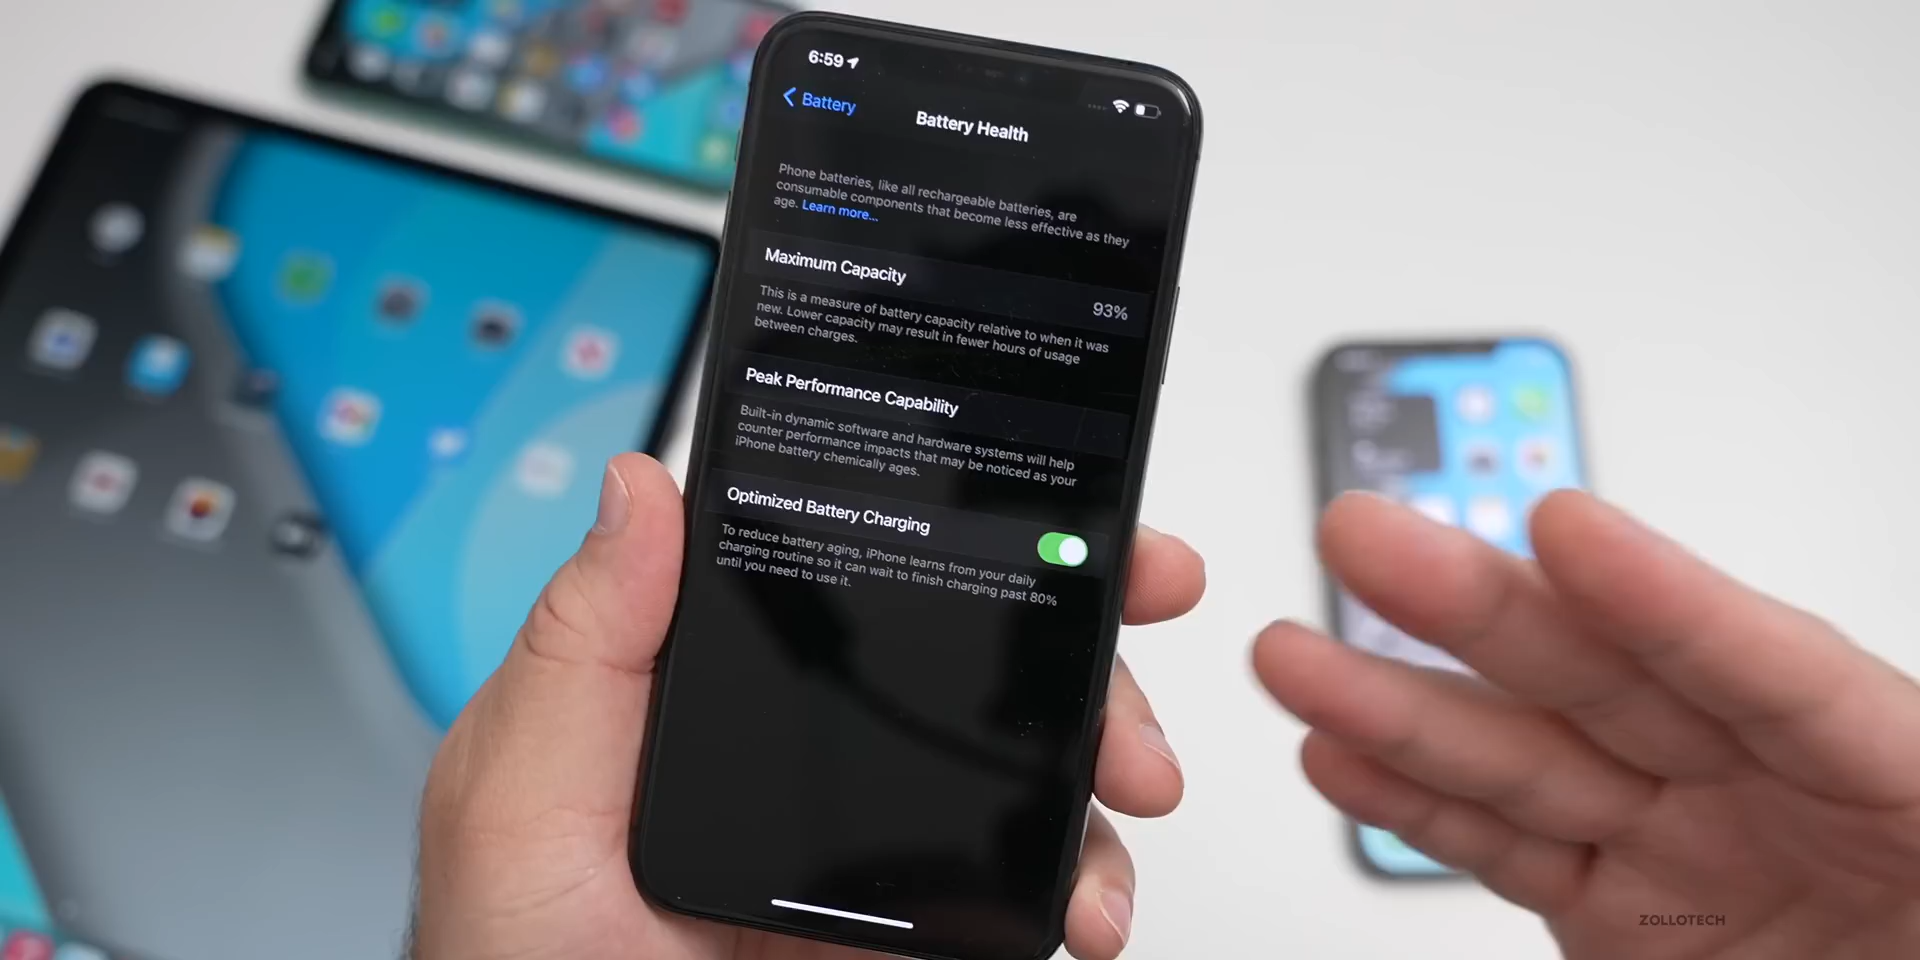 6:59
Battery
Battery Health
Phone batteries, like all rechargeable batteries, are
consumable components that become less effective as they
age. Learn more...
Maximum Capacity
93%
This is a measure of battery capacity relative to when it was
new. Lower capacity may result in fewer hours of usage
between charges.
Peak Performance Capability
Built-in dynamic software and hardware systems will help
counter performance impacts that may be noticed as your
iPhone battery chemically ages.
Optimized Battery Charging
To reduce battery aging, iPhone learns from your daily
charging routine so it can wait to finish charging past 80%
until you need to use it.
ZOLLOTECH